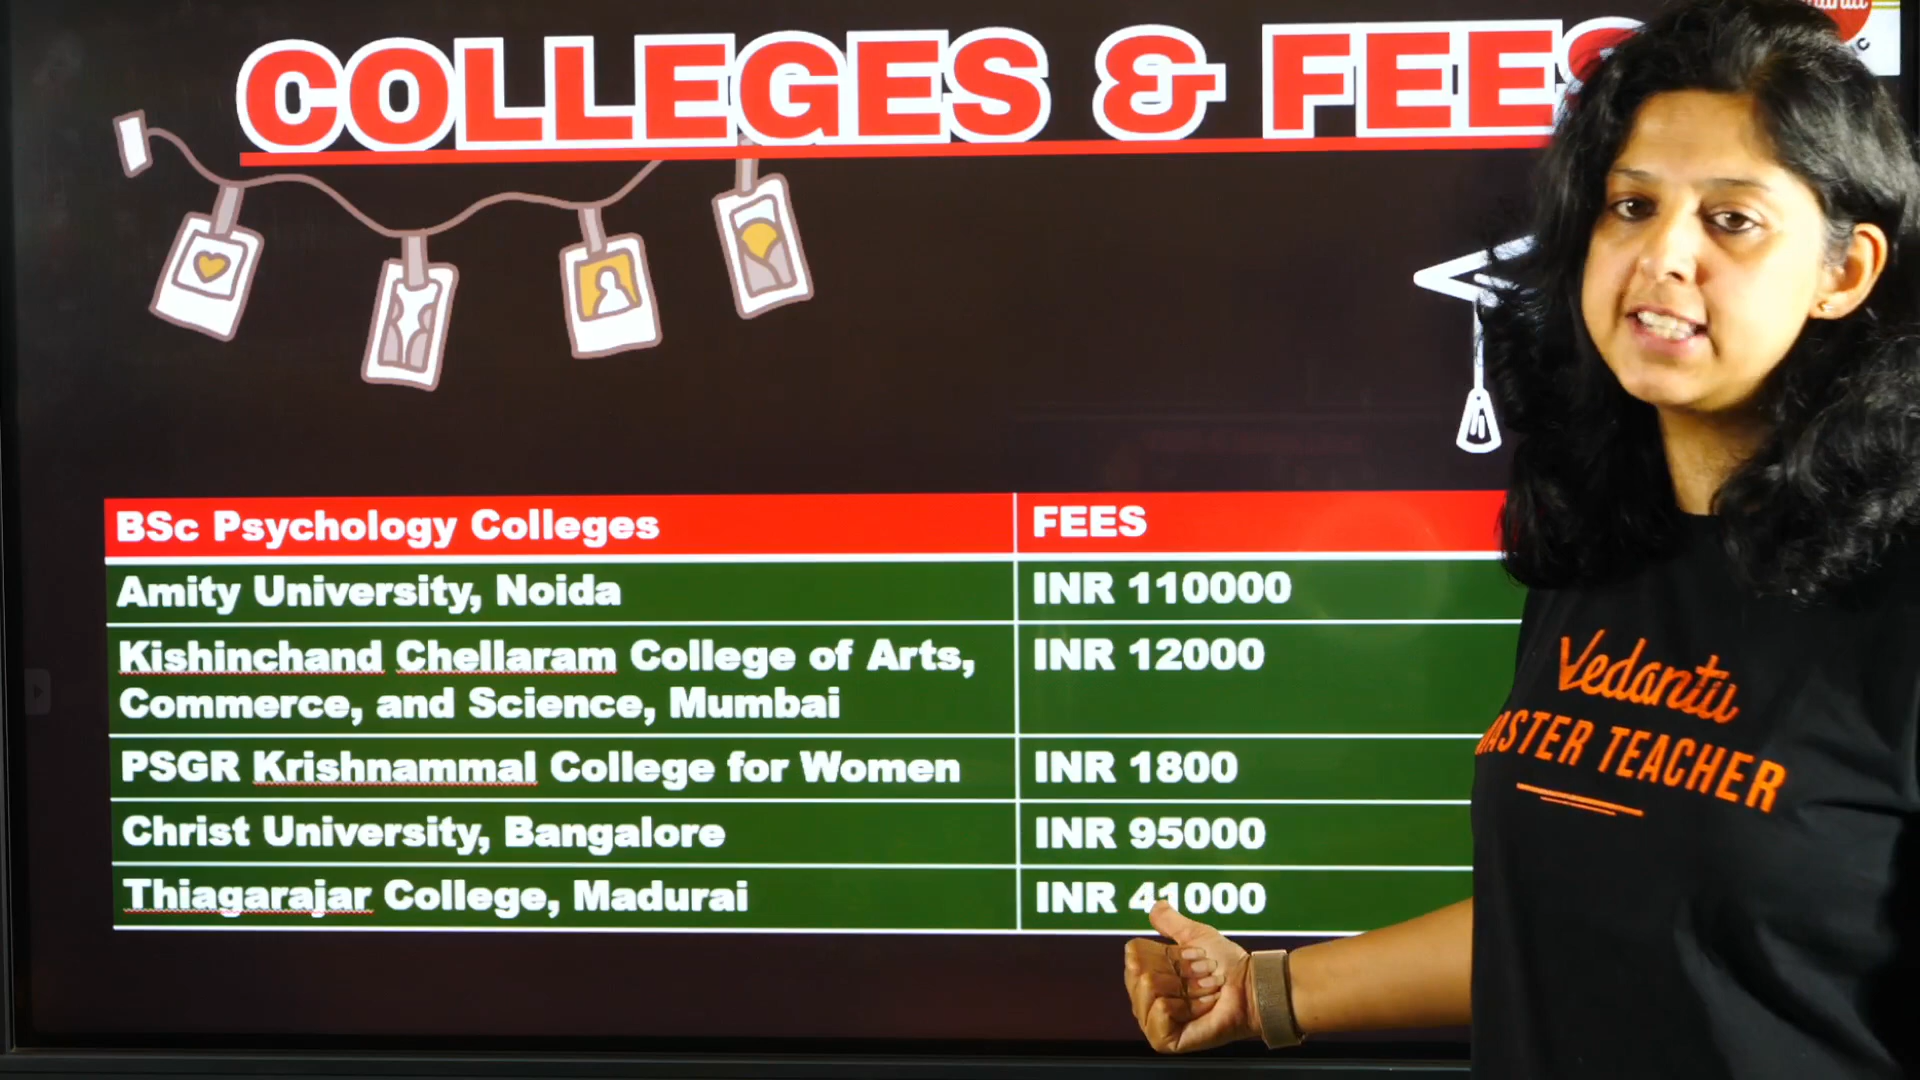 COLLEGES & FEES
BSc Psychology Colleges
FEES
Amity University, Noida
INR 110000
Kishinchand Chellaram College of Arts,
Commerce, and Science, Mumbai
INR 12000
PSGR Krishnammal College for Women
INR 1800
Christ University, Bangalore
INR 95000
Thiagarajar College, Madurai
INR 41000
Vedantu
MASTER TEACHER